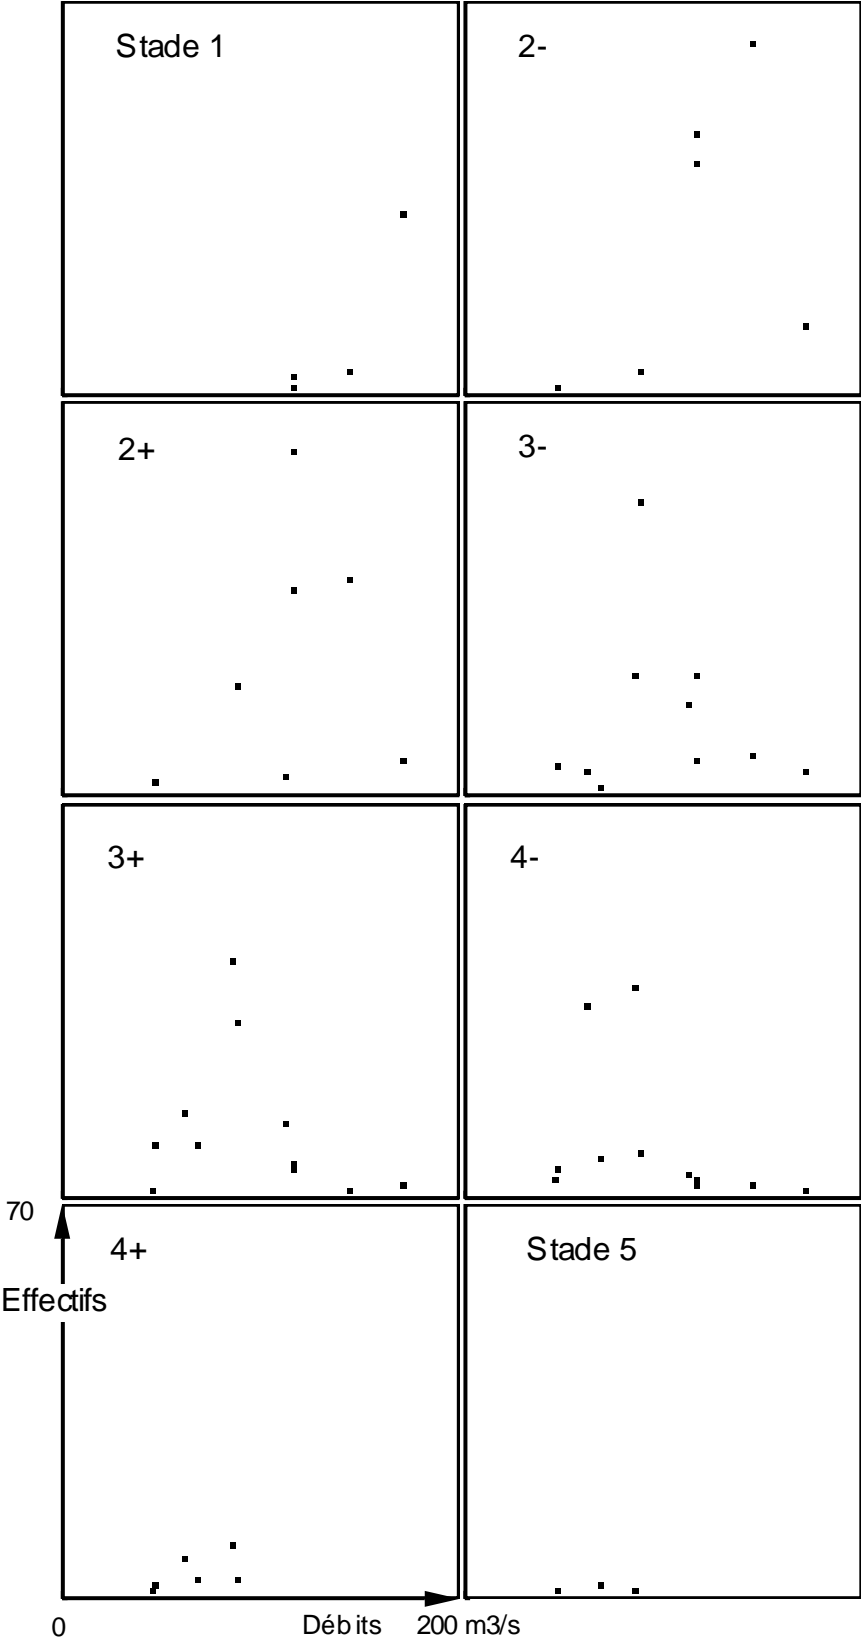 Stade 1
2-
2+
3-
3+
4-
70
4+
Stade 5
Effectifs
0
Débits 200 m3/s